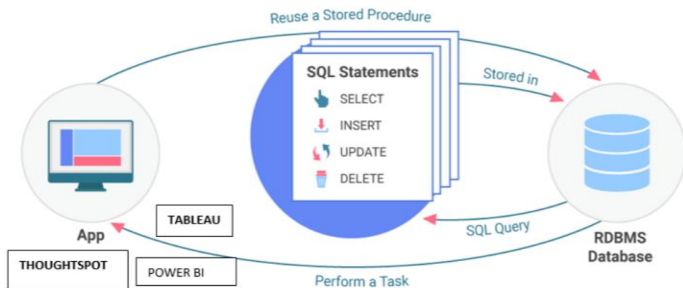 Reuse a Stored Procedure
SQL Statements
SELECT
INSERT
UPDATE
DELETE
Stored in
App
TABLEAU
THOUGHTSPOT
POWER BI
SQL Query
RDBMS
Database
Perform a Task